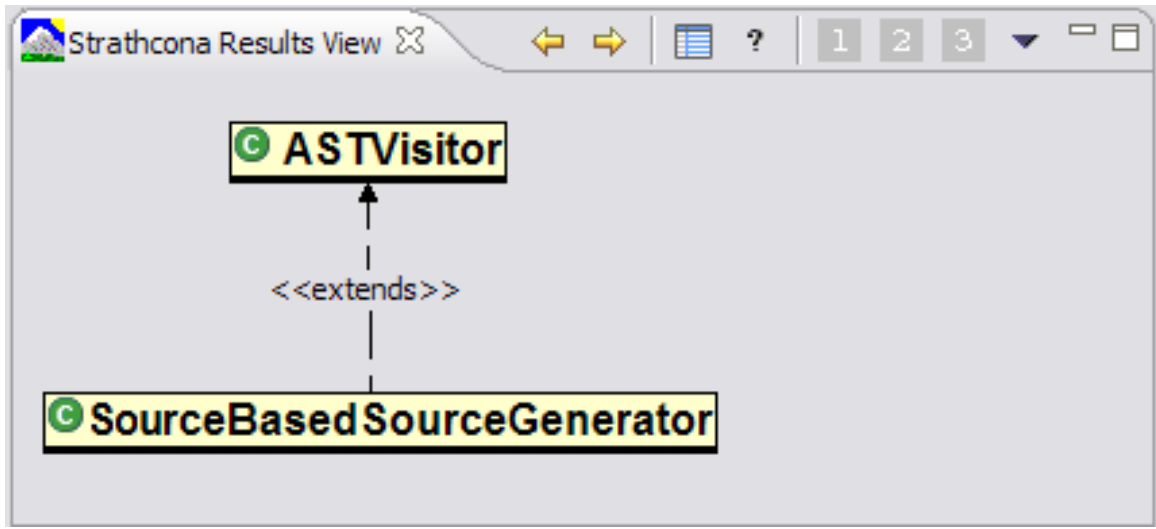 Strathcona Results View ? 1 2 3
C ASTVisitor
<<extends>>
C SourceBasedSourceGenerator